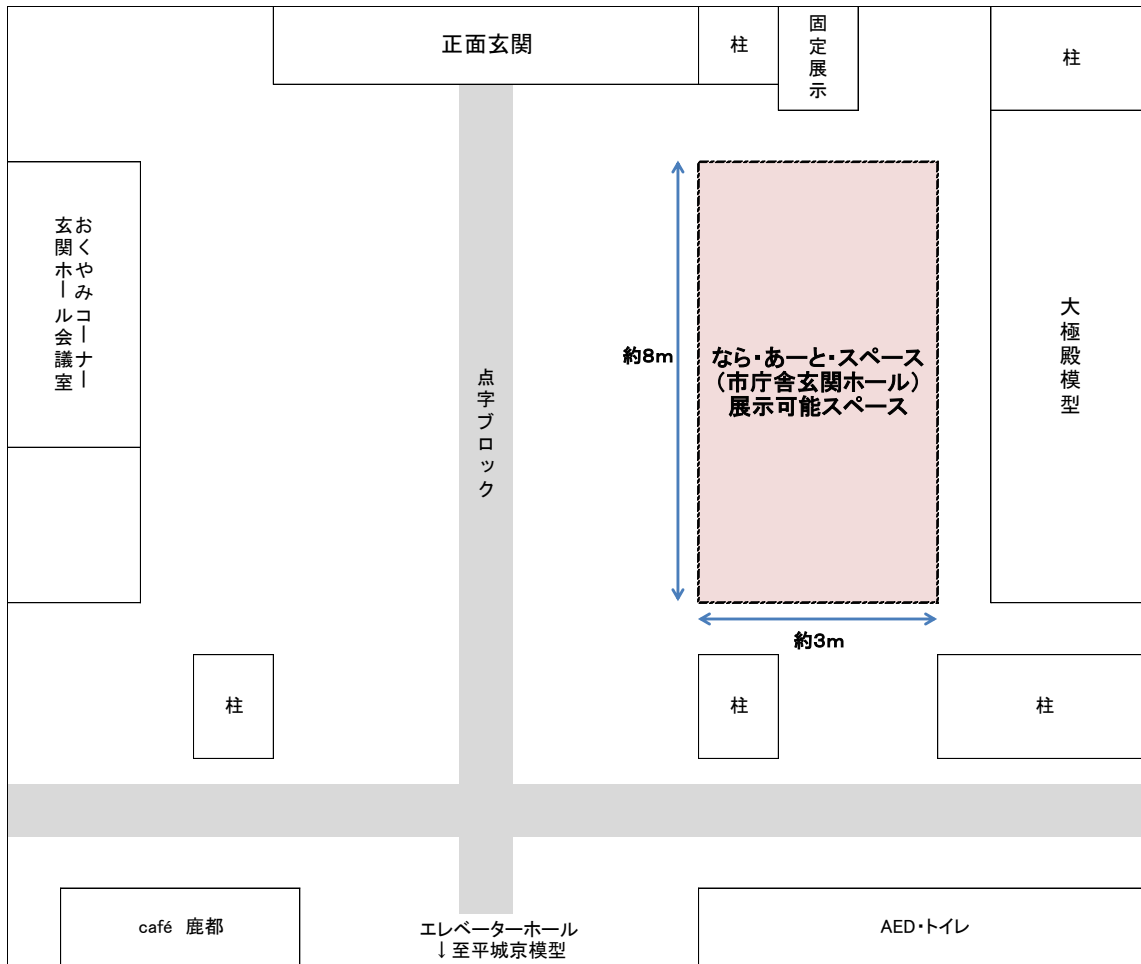 正面玄関
柱
固定展示
柱
おくやみコーナー
玄関ホール会議室
点字ブロック
約8m
なら・あーと・スペース
（市庁舎玄関ホール）
展示可能スペース
大極殿模型
約3m
柱
柱
柱
café 鹿都
エレベーターホール
↓至平城京模型
AED・トイレ